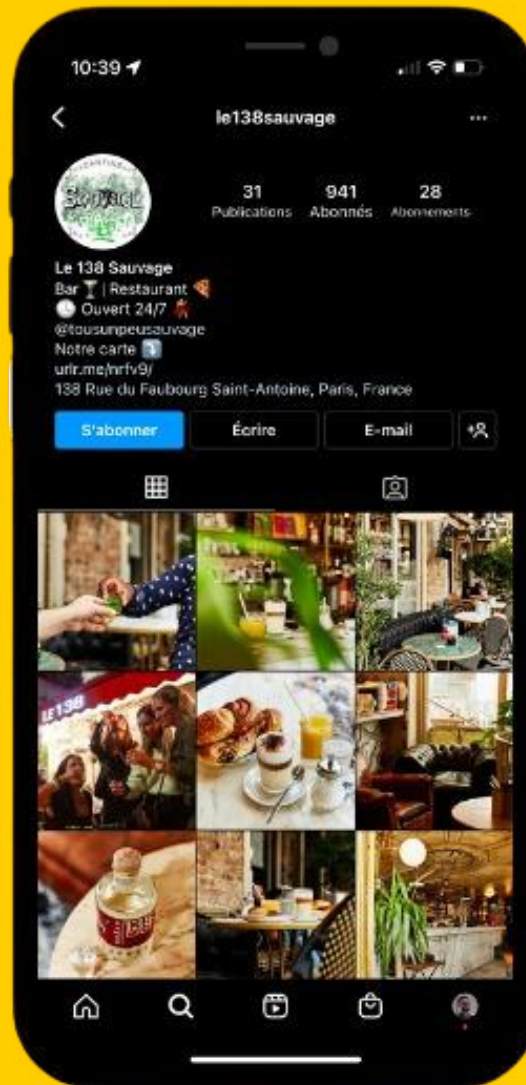 10:39
le138sauvage
SAUVAGE
31 941 28
Publications Abonnés Abonnements
Le 138 Sauvage
Bar | Restaurant
Ouvert 24/7
@tousunpeusauvage
Notre carte
urlr.me/nrfv9/
138 Rue du Faubourg Saint-Antoine, Paris, France
S'abonner Écrire E-mail
LE 138